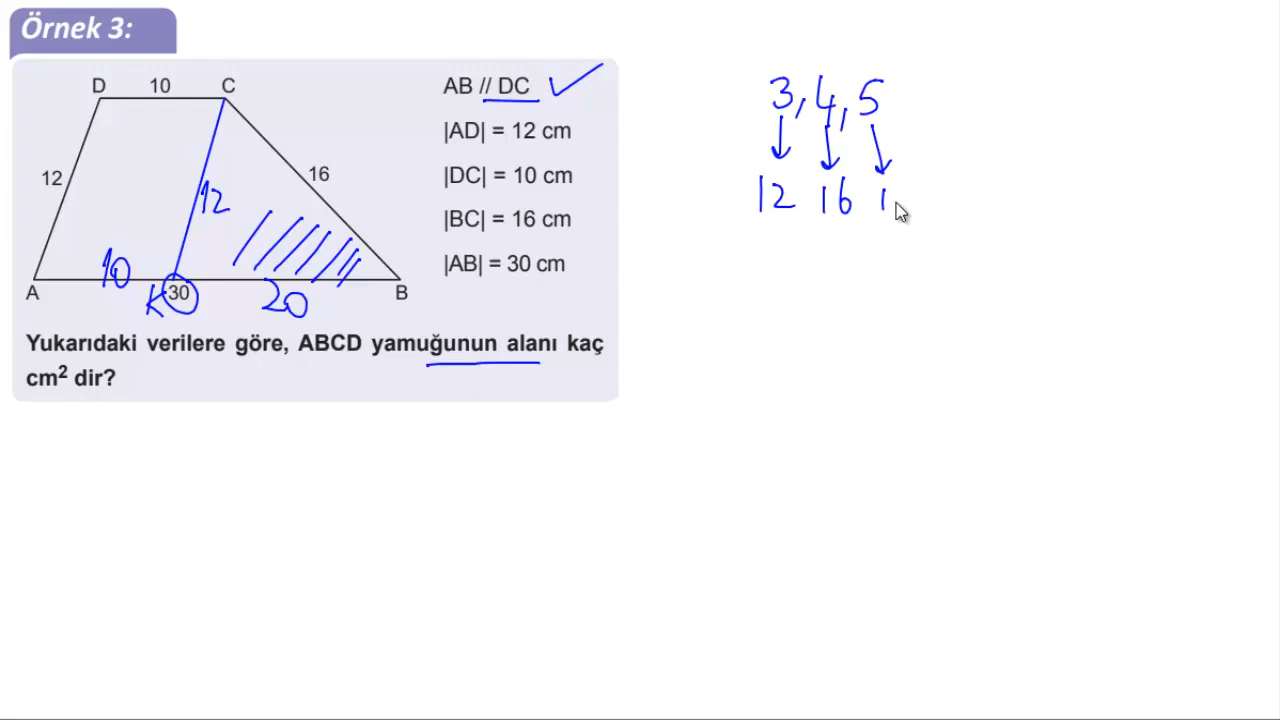 Örnek 3:
D 10 C
12
16
12
10
20
A K 30 B
AB // DC
|AD| = 12 cm
|DC| = 10 cm
|BC| = 16 cm
|AB| = 30 cm
Yukarıdaki verilere göre, ABCD yamuğunun alanı kaç
cm² dir?
3, 4, 5
12 16 1